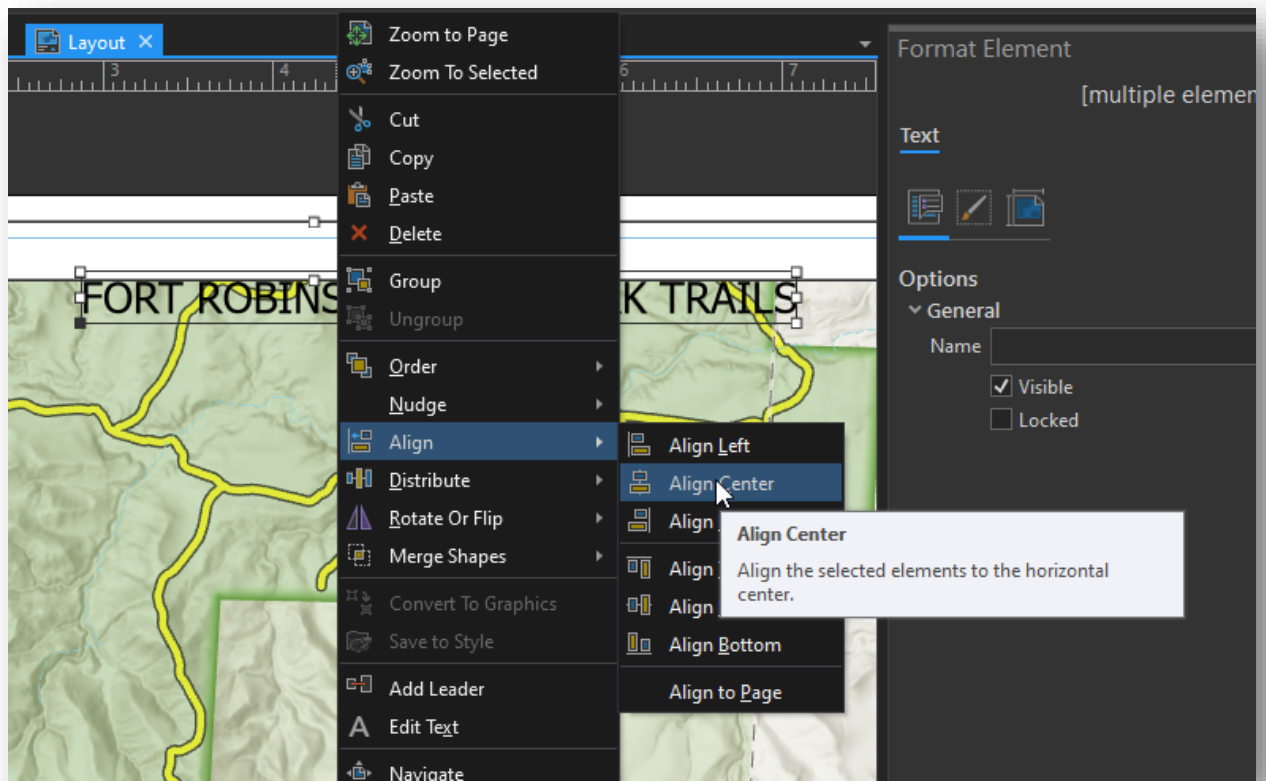 Layout
3 4 6 7
Format Element
[multiple elemen
Text
FORT ROBINS K TRAILS
Options
General
Name
Visible
Locked
Zoom to Page
Zoom To Selected
Cut
Copy
Paste
Delete
Group
Ungroup
Order
Nudge
Align
Distribute
Rotate Or Flip
Merge Shapes
Convert To Graphics
Save to Style
Add Leader
Edit Text
Navigate
Align Left
Align Center
Align
Align
Align
Align Bottom
Align to Page
Align Center
Align the selected elements to the horizontal
center.